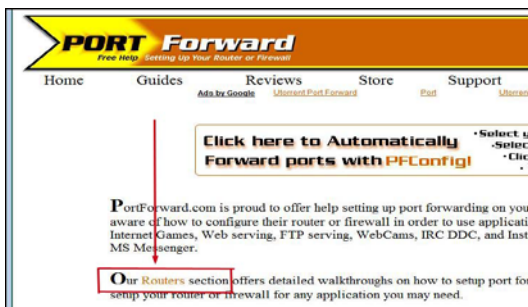 PORT Forward
Free Help Setting Up Your Router or Firewall
Home Guides Reviews Store Support
Ads by Google Utorrent Port Forward Port Utorren
Click here to Automatically
Forward ports with PFConfig!
·Select y
·Selec
·Clic
PortForward.com is proud to offer help setting up port forwarding on you
aware of how to configure their router or firewall in order to use applicati
Internet Games, Web serving, FTP serving, WebCams, IRC DDC, and Inst
MS Messenger.
Our Routers section offers detailed walkthroughs on how to setup port fo
setup your router or firewall for any application you may need.